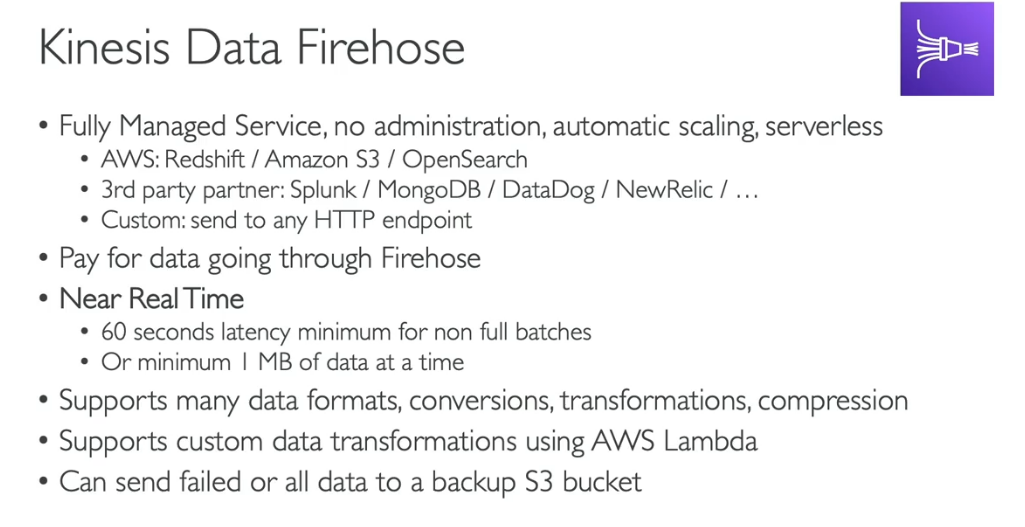 Kinesis Data Firehose
• Fully Managed Service, no administration, automatic scaling, serverless
• AWS: Redshift / Amazon S3 / OpenSearch
• 3rd party partner: Splunk / MongoDB / DataDog / NewRelic / …
• Custom: send to any HTTP endpoint
• Pay for data going through Firehose
• Near Real Time
• 60 seconds latency minimum for non full batches
• Or minimum 1 MB of data at a time
• Supports many data formats, conversions, transformations, compression
• Supports custom data transformations using AWS Lambda
• Can send failed or all data to a backup S3 bucket